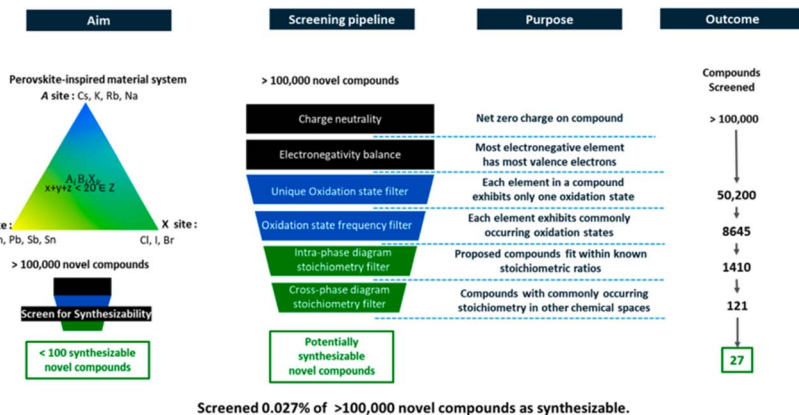 Aim
Screening pipeline
Purpose
Outcome
Perovskite-inspired material system
A site : Cs, K, Rb, Na
X site :
Cl, I, Br
, Pb, Sb, Sn
x+y+z < 20 ∈ Z
> 100,000 novel compounds
Screen for Synthesizability
< 100 synthesizable
novel compounds
> 100,000 novel compounds
Charge neutrality
Electronegativity balance
Unique Oxidation state filter
Oxidation state frequency filter
Intra-phase diagram
stoichiometry filter
Cross-phase diagram
stoichiometry filter
Potentially
synthesizable
novel compounds
Net zero charge on compound
Most electronegative element
has most valence electrons
Each element in a compound
exhibits only one oxidation state
Each element exhibits commonly
occurring oxidation states
Proposed compounds fit within known
stoichiometric ratios
Compounds with commonly occurring
stoichiometry in other chemical spaces
Compounds
Screened
> 100,000
50,200
8645
1410
121
27
Screened 0.027% of >100,000 novel compounds as synthesizable.